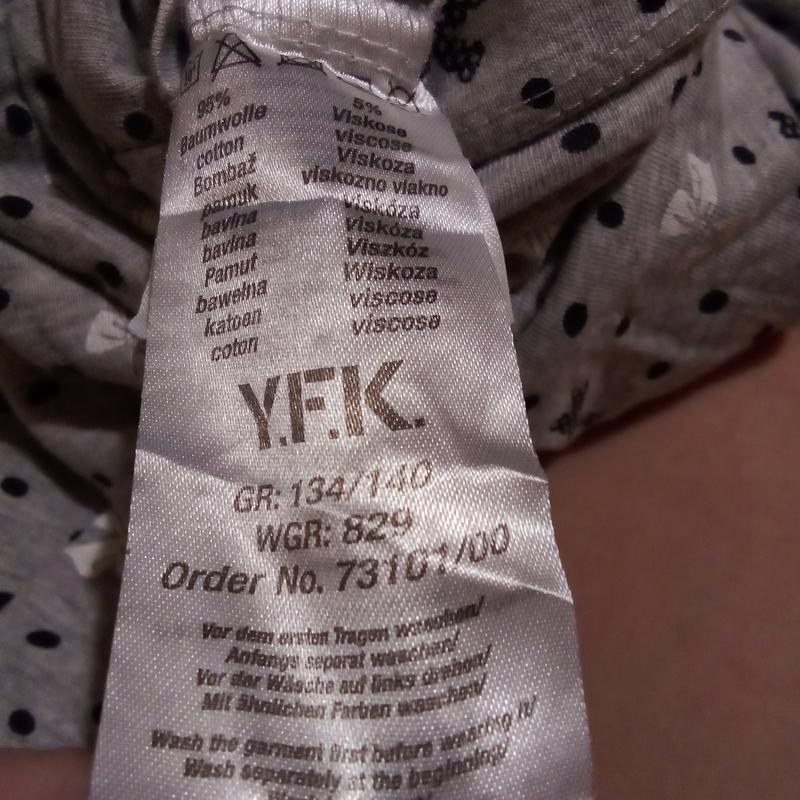 95%
Baumwolle
cotton
Bombaž
pamuk
bavlna
bavlna
Pamut
bawełna
katoen
coton
5%
Viskose
viscose
Viskoza
viskozno vlakno
viskóza
Viskóza
Viszkóz
Wiskoza
viscose
viscose
Y.F.K.
GR: 134/140
WGR: 829
Order No. 73101/00
Vor dem ersten Tragen waschen/
Anfangs seperat waschen/
Vor der Wäsche auf links drehen/
Mit ähnlichen Farben waschen/
Wash the garment first before weachsg it/
Wash separately at the beginning/